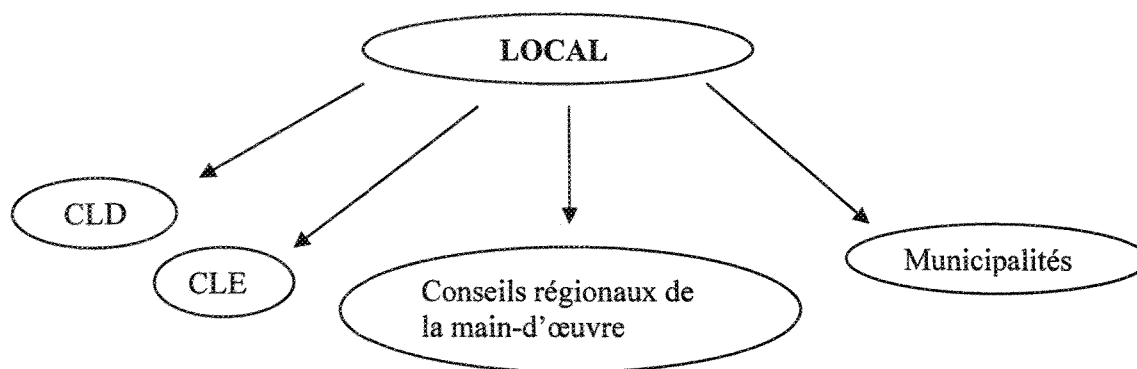 LOCAL
CLD
CLE
Conseils régionaux de
la main-d'œuvre
Municipalités